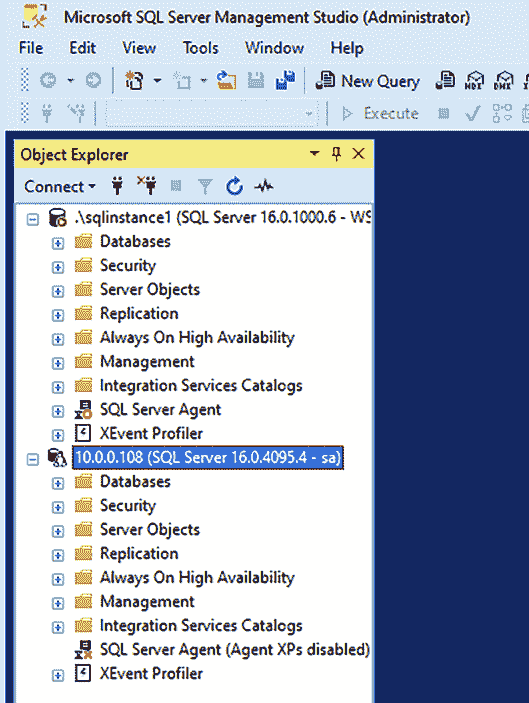 Microsoft SQL Server Management Studio (Administrator)
File Edit View Tools Window Help
New Query
Execute
Object Explorer
Connect
.\sqlinstance1 (SQL Server 16.0.1000.6 - WS
Databases
Security
Server Objects
Replication
Always On High Availability
Management
Integration Services Catalogs
SQL Server Agent
XEvent Profiler
10.0.0.108 (SQL Server 16.0.4095.4 - sa)
Databases
Security
Server Objects
Replication
Always On High Availability
Management
Integration Services Catalogs
SQL Server Agent (Agent XPs disabled)
XEvent Profiler